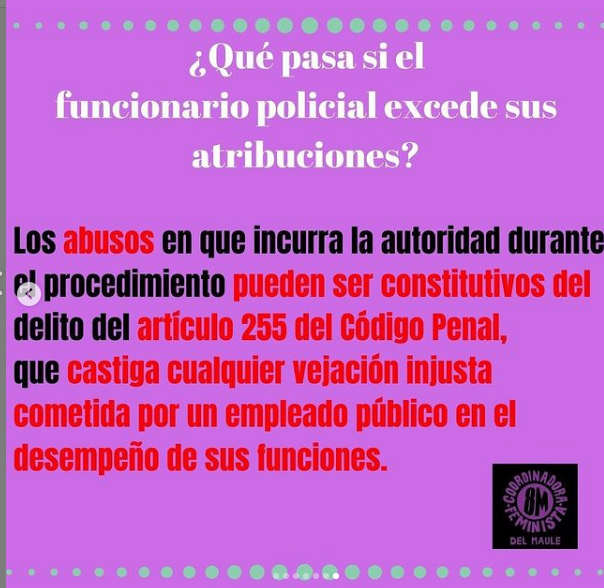 ¿Qué pasa si el
funcionario policial excede sus
atribuciones?
Los abusos en que incurra la autoridad durante
el procedimiento pueden ser constitutivos del
delito del artículo 255 del Código Penal,
que castiga cualquier vejación injusta
cometida por un empleado público en el
desempeño de sus funciones.
COORDINADORA
8M
FEMINISTA
DEL MAULE